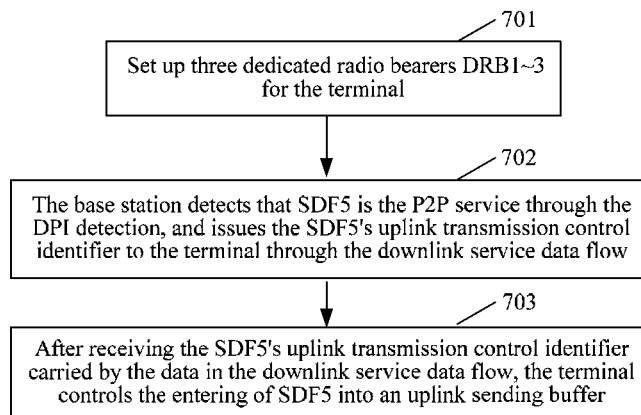 701
Set up three dedicated radio bearers DRB1~3
for the terminal
702
The base station detects that SDF5 is the P2P service through the
DPI detection, and issues the SDF5's uplink transmission control
identifier to the terminal through the downlink service data flow
703
After receiving the SDF5's uplink transmission control identifier
carried by the data in the downlink service data flow, the terminal
controls the entering of SDF5 into an uplink sending buffer